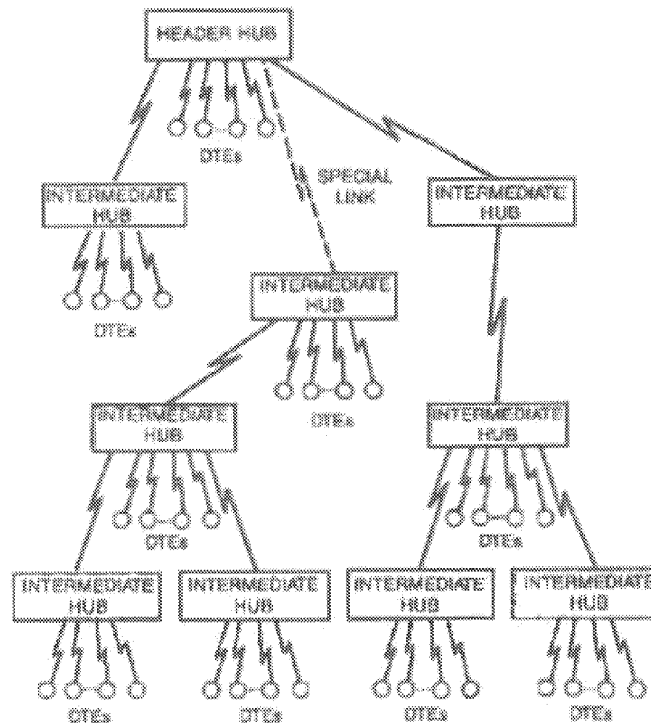 HEADER HUB
DTEs
SPECIAL
LINK
INTERMEDIATE
HUB
INTERMEDIATE
HUB
DTEs
INTERMEDIATE
HUB
DTEs
INTERMEDIATE
HUB
INTERMEDIATE
HUB
DTEs
DTEs
INTERMEDIATE
HUB
INTERMEDIATE
HUB
INTERMEDIATE
HUB
INTERMEDIATE
HUB
DTEs
DTEs
DTEs
DTEs